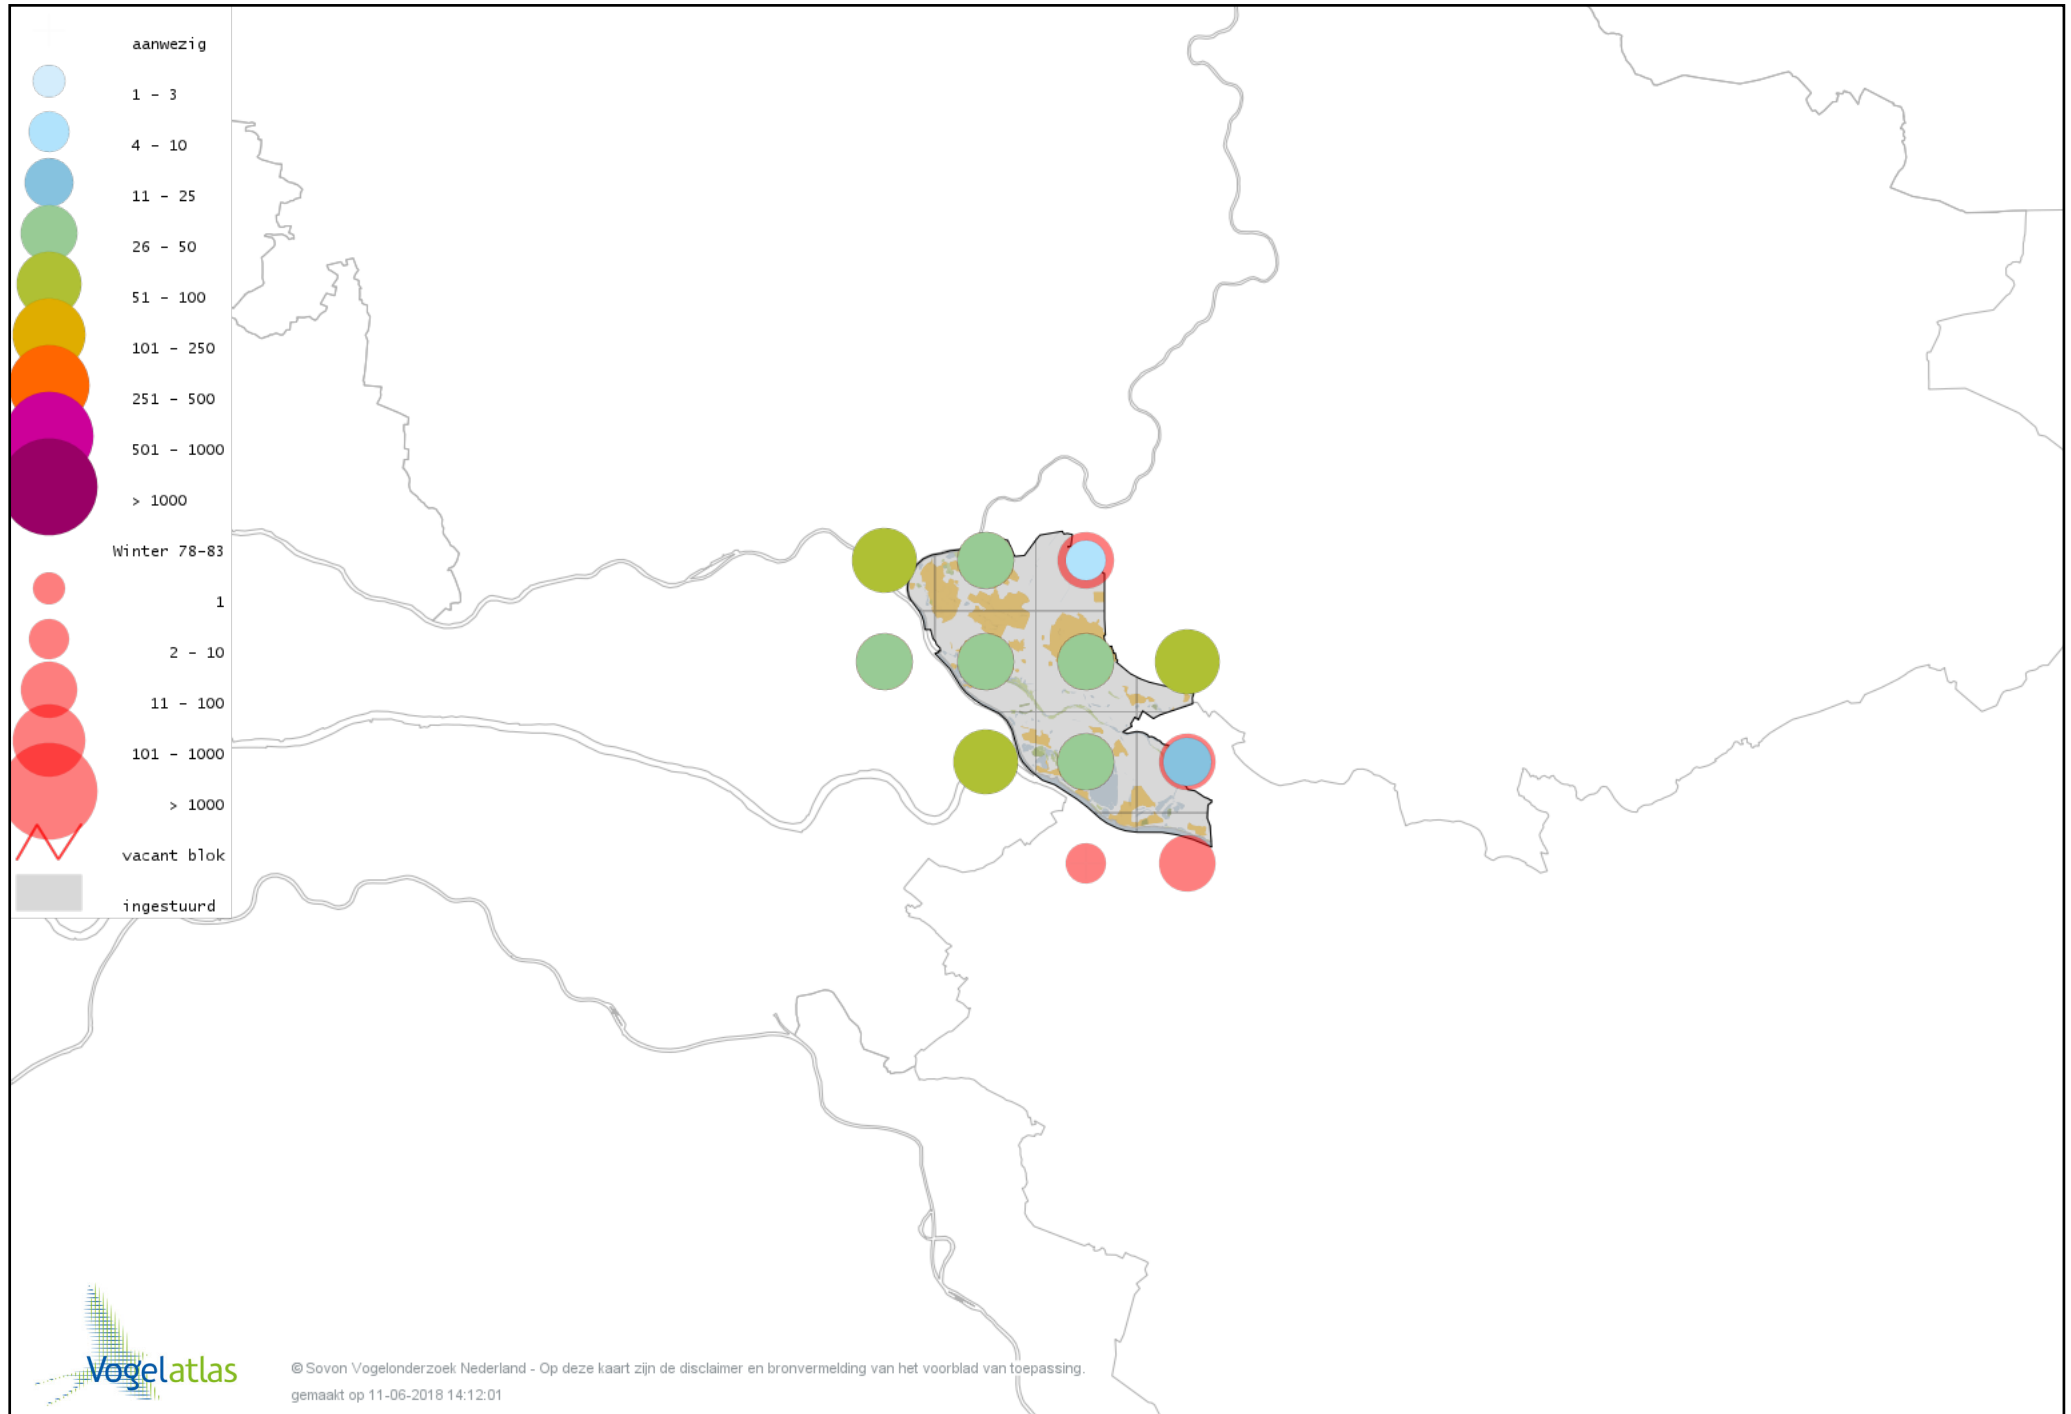 aanwezig
1 - 3
4 - 10
11 - 25
26 - 50
51 - 100
101 - 250
251 - 500
501 - 1000
> 1000
Winter 78-83
1
2 - 10
11 - 100
101 - 1000
> 1000
vacant blok
ingestuurd
Vogelatlas
© Sovon Vogelonderzoek Nederland - Op deze kaart zijn de disclaimer en bronvermelding van het voorblad van toepassing.
gemaakt op 11-06-2018 14:12:01